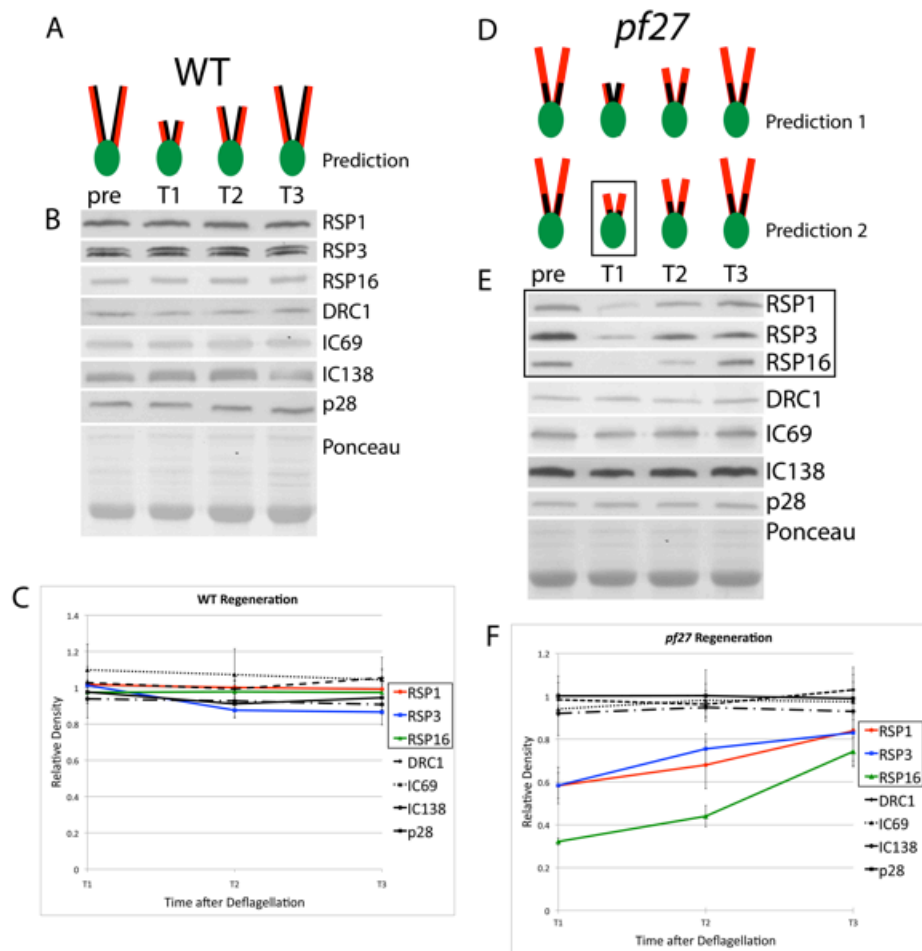 A
WT
Prediction
pre T1 T2 T3
B
RSP1
RSP3
RSP16
DRC1
IC69
IC138
p28
Ponceau
C
WT Regeneration
1.4
1.2
1
0.8
0.6
0.4
0.2
0
Relative Density
T1 T2 T3
Time after Deflagellation
RSP1
RSP3
RSP16
DRC1
IC69
IC138
p28
D
pf27
Prediction 1
Prediction 2
pre T1 T2 T3
E
RSP1
RSP3
RSP16
DRC1
IC69
IC138
p28
Ponceau
F
pf27 Regeneration
1.2
1
0.8
0.6
0.4
0.2
0
Relative Density
T1 T2 T3
Time after Deflagellation
RSP1
RSP3
RSP16
DRC1
IC69
IC138
p28